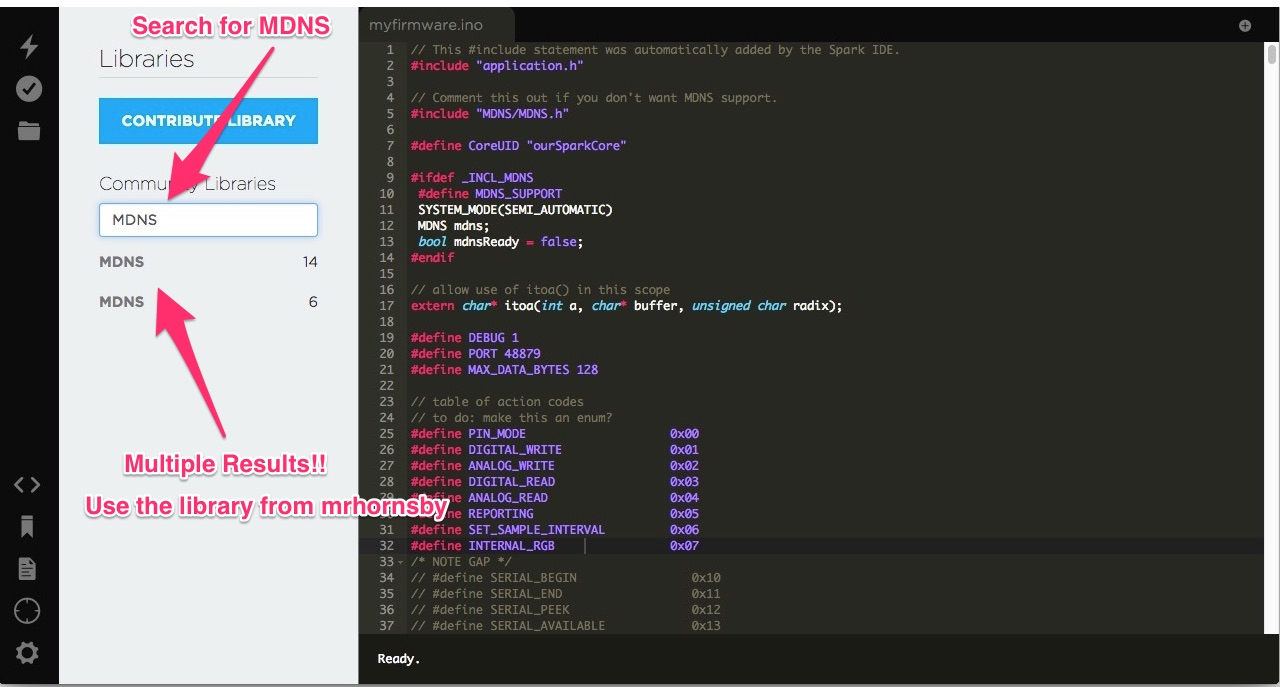 Search for MDNS
Libraries
CONTRIBUTE LIBRARY
Community Libraries
MDNS
MDNS 14
MDNS 6
Multiple Results!!
Use the library from mrhornsby
myfirmware.ino
1 // This #include statement was automatically added by the Spark IDE.
2 #include "application.h"
3
4 // Comment this out if you don't want MDNS support.
5 #include "MDNS/MDNS.h"
6
7 #define CoreUID "ourSparkCore"
8
9 #ifdef _INCL_MDNS
10 #define MDNS_SUPPORT
11 SYSTEM_MODE(SEMI_AUTOMATIC)
12 MDNS mdns;
13 bool mdnsReady = false;
14 #endif
15
16 // allow use of itoa() in this scope
17 extern char* itoa(int a, char* buffer, unsigned char radix);
18
19 #define DEBUG 1
20 #define PORT 48879
21 #define MAX_DATA_BYTES 128
22
23 // table of action codes
24 // to do: make this an enum?
25 #define PIN_MODE 0x00
26 #define DIGITAL_WRITE 0x01
27 #define ANALOG_WRITE 0x02
28 #define DIGITAL_READ 0x03
ANALOG_READ 0x04
REPORTING 0x05
31 #define SET_SAMPLE_INTERVAL 0x06
32 #define INTERNAL_RGB 0x07
33 /* NOTE GAP */
34 // #define SERIAL_BEGIN 0x10
35 // #define SERIAL_END 0x11
36 // #define SERIAL_PEEK 0x12
37 // #define SERIAL_AVAILABLE 0x13
Ready.